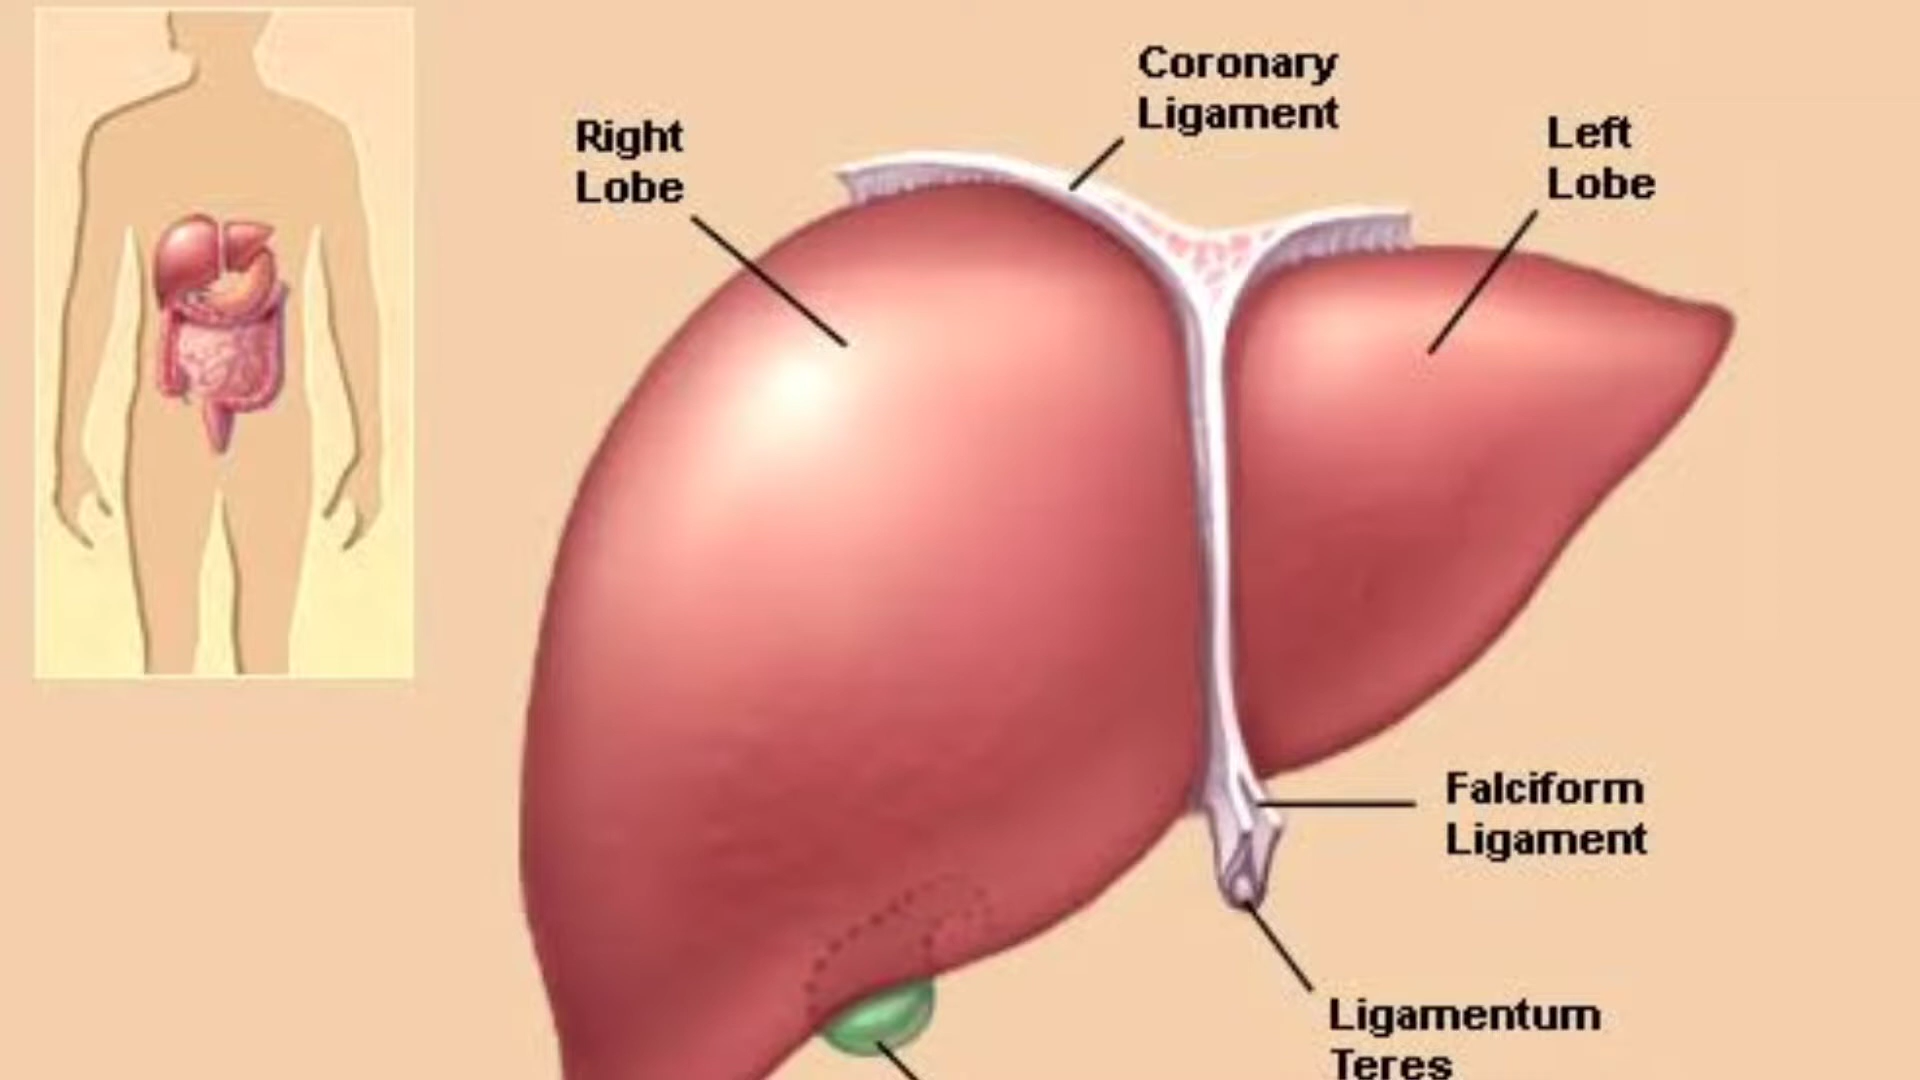 Coronary
Ligament
Right
Lobe
Left
Lobe
Falciform
Ligament
Ligamentum
Teres